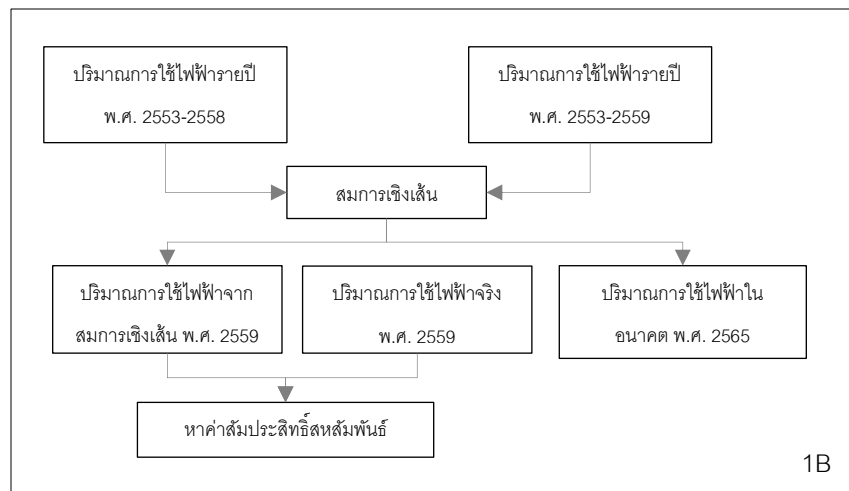 ปริมาณการใช้ไฟฟ้ารายปี
พ.ศ. 2553-2558
ปริมาณการใช้ไฟฟ้ารายปี
พ.ศ. 2553-2559
สมการเชิงเส้น
ปริมาณการใช้ไฟฟ้าจาก
สมการเชิงเส้น พ.ศ. 2559
ปริมาณการใช้ไฟฟ้าจริง
พ.ศ. 2559
ปริมาณการใช้ไฟฟ้าใน
อนาคต พ.ศ. 2565
หาค่าสัมประสิทธิ์สหสัมพันธ์
1B